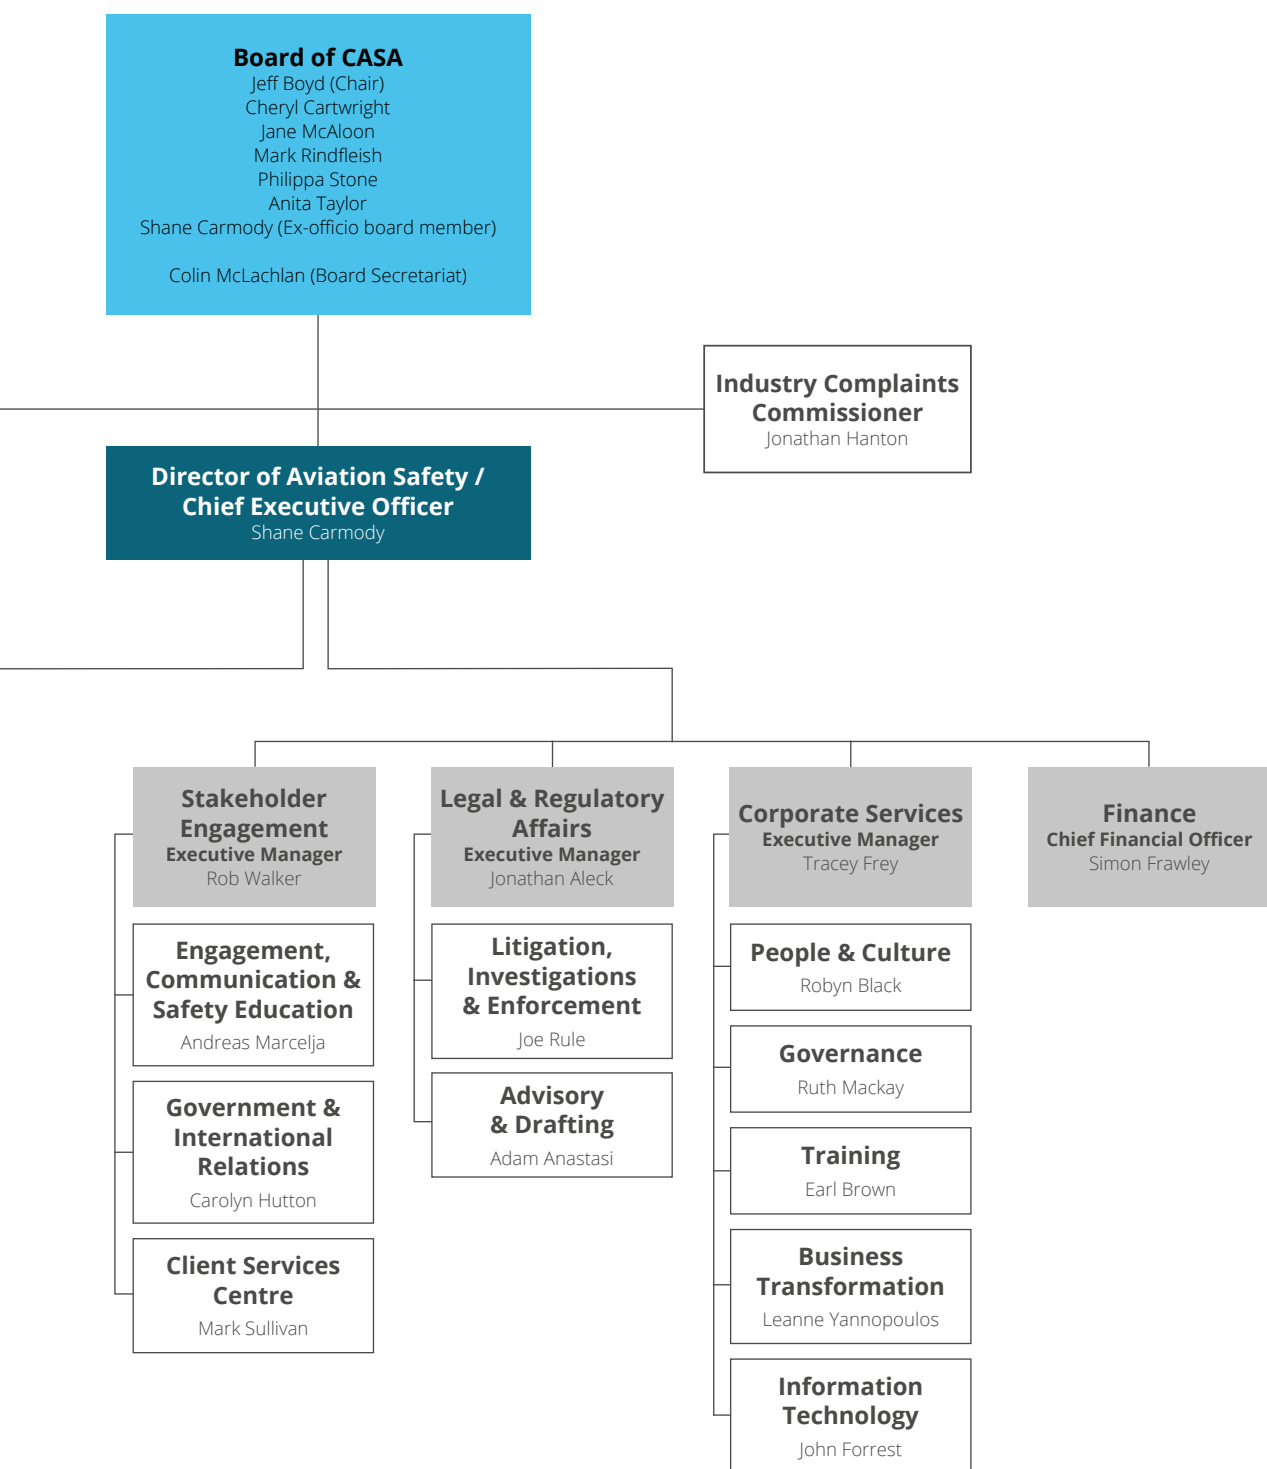 Board of CASA
Jeff Boyd (Chair)
Cheryl Cartwright
Jane McAloon
Mark Rindfleish
Philippa Stone
Anita Taylor
Shane Carmody (Ex-officio board member)
Colin McLachlan (Board Secretariat)
Industry Complaints
Commissioner
Jonathan Hanton
Director of Aviation Safety /
Chief Executive Officer
Shane Carmody
Stakeholder
Engagement
Executive Manager
Rob Walker
Engagement,
Communication &
Safety Education
Andreas Marcelja
Government &
International
Relations
Carolyn Hutton
Client Services
Centre
Mark Sullivan
Legal & Regulatory
Affairs
Executive Manager
Jonathan Aleck
Litigation,
Investigations
& Enforcement
Joe Rule
Advisory
& Drafting
Adam Anastasi
Corporate Services
Executive Manager
Tracey Frey
People & Culture
Robyn Black
Governance
Ruth Mackay
Training
Earl Brown
Business
Transformation
Leanne Yannopoulos
Information
Technology
John Forrest
Finance
Chief Financial Officer
Simon Frawley